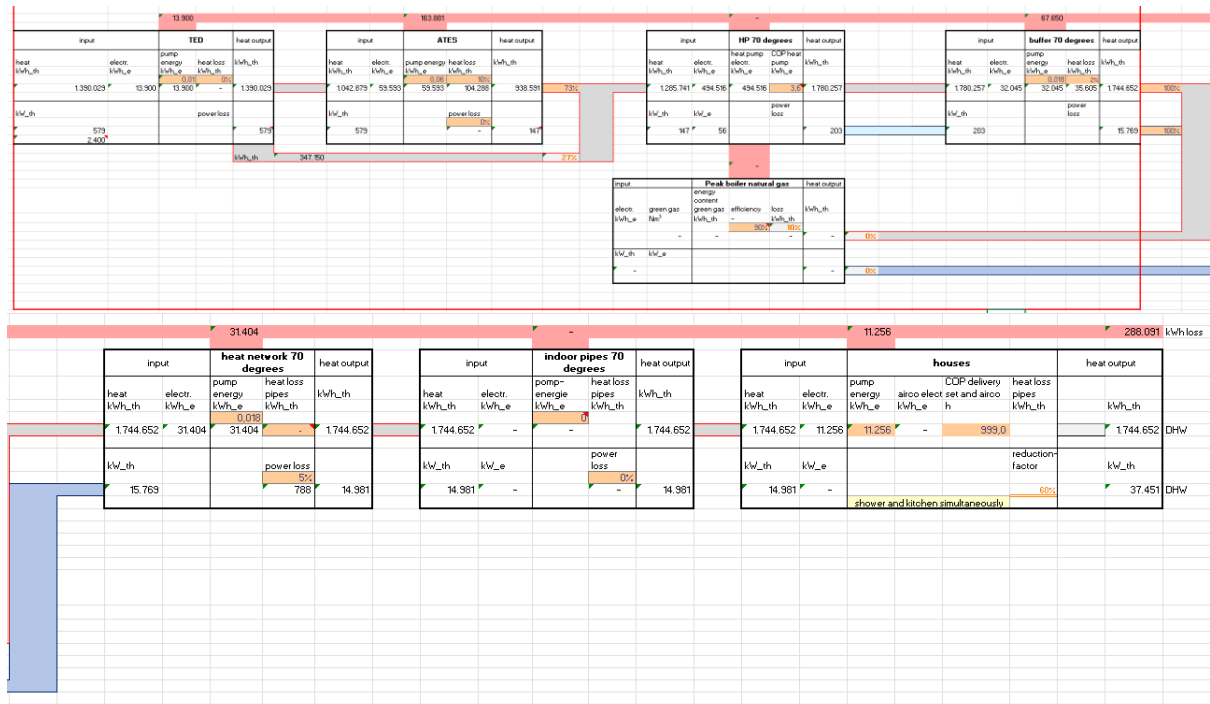 13.900 163.881 - 67.650
input TED heat output input ATES heat output input HP 70 degrees heat output input buffer 70 degrees heat output
heat kWh_th electr. kWh_e pump energy kWh_e heat loss kWh_th kWh_th heat kWh_th electr. kWh_e pump energy kWh_e heat loss kWh_th kWh_th heat kWh_th electr. kWh_e heat pump electr. kWh_e COP heat pump kWh_th heat kWh_th electr. kWh_e pump energy kWh_e heat loss kWh_th kWh_th
0,01 0% 0,06 10% 0,018 2%
1.390.029 13.900 13.900 - 1.390.029 1.042.879 59.593 59.593 104.288 938.591 73% 1.285.741 494.516 494.516 3,6 1.780.257 1.780.257 32.045 32.045 35.605 1.744.652 100%
kW_th power loss kW_th power loss kW_th power loss kW_th power loss
0%
579 579 579 - 147 147 56 203 203 15.769 100%
2.400
kWh_th 347.150 27%
-
input Peak boiler natural gas heat output
electr. kWh_e green gas Nm³ energy content green gas kWh_th efficiency - loss kWh_th kWh_th
90% 10%
- - - - - 0%
kW_th kW_e
- - 0%
31.404 - 11.256 288.091 kWh loss
input heat network 70 degrees heat output input indoor pipes 70 degrees heat output input houses heat output
heat kWh_th electr. kWh_e pump energy kWh_e heat loss pipes kWh_th kWh_th heat kWh_th electr. kWh_e pomp-energie kWh_e heat loss pipes kWh_th kWh_th heat kWh_th electr. kWh_e pump energy kWh_e airco elect kWh_e COP delivery set and airco h heat loss pipes kWh_th kWh_th
0,018 0
1.744.652 31.404 31.404 - 1.744.652 1.744.652 - - 1.744.652 1.744.652 11.256 11.256 - 999,0 1.744.652 DHW
kW_th power loss kW_th kW_e power loss kW_th kW_e reduction-factor kW_th
5% 0%
15.769 788 14.981 14.981 - - 14.981 14.981 - 60% 37.451 DHW
shower and kitchen simultaneously